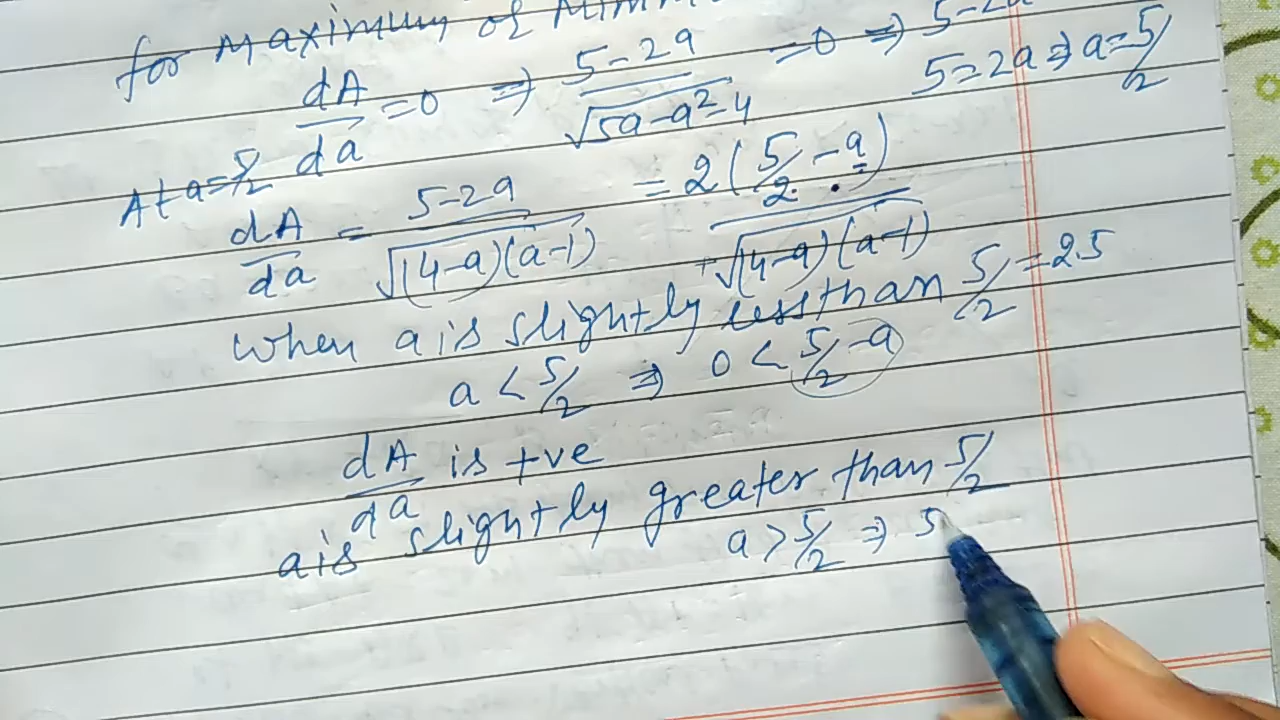 for Maximum of Minim
dA/da = 0 ⇒ 5-2a/√5a-a²-4 = 0 ⇒ 5-2a
5=2a ⇒ a=5/2
At a=5/2
dA/da = 5-2a/√(4-a)(a-1) = 2(5/2-a)/+√(4-a)(a-1)
when a is slightly less than 5/2 = 2.5
a < 5/2 ⇒ 0 < 5/2-a
dA/da is +ve
a is slightly greater than 5/2
a > 5/2 ⇒ 5